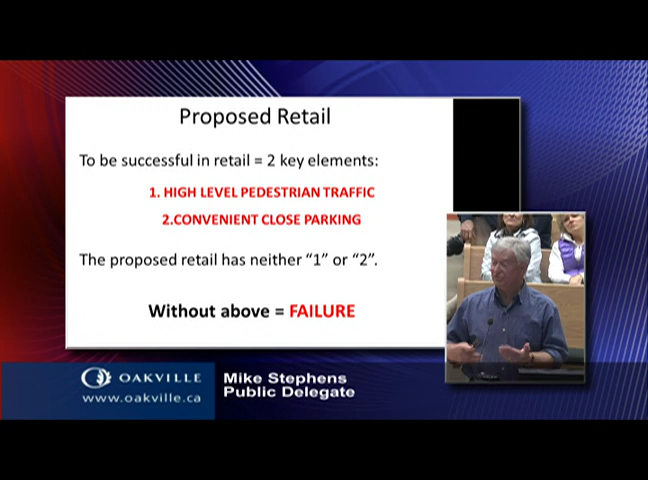 Proposed Retail
To be successful in retail = 2 key elements:
1. HIGH LEVEL PEDESTRIAN TRAFFIC
2.CONVENIENT CLOSE PARKING
The proposed retail has neither “1” or “2”.
Without above = FAILURE
OAKVILLE
www.oakville.ca
Mike Stephens
Public Delegate